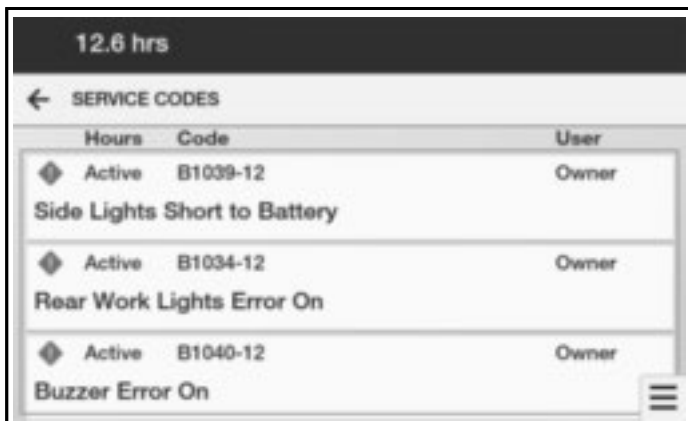 12.6 hrs
← SERVICE CODES
Hours Code User
Active B1039-12 Owner
Side Lights Short to Battery
Active B1034-12 Owner
Rear Work Lights Error On
Active B1040-12 Owner
Buzzer Error On